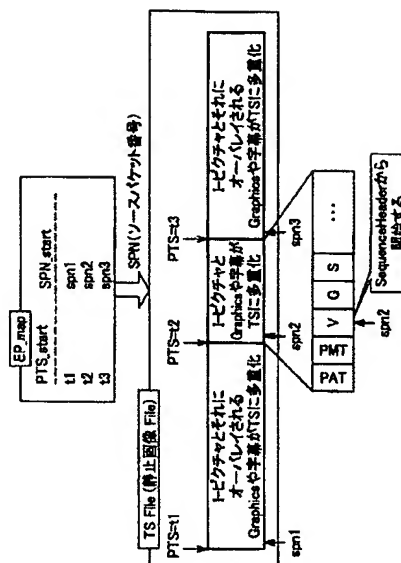 EP_map
PTS_start SPN_start
t1 spn1
t2 spn2
t3 spn3
SPN(ソースパケット番号)
TS File (静止画像 File)
PTS=t1
PTS=t2
PTS=t3
I-ピクチャとそれに
オーバレイされる
Graphicsや字幕がTSに多重化
I-ピクチャと
Graphicsや字幕が
TSに多重化
I-ピクチャとそれに
オーバレイされる
Graphicsや字幕がTSに多重化
spn1
spn2
spn3
PAT
PMT
V
G
S
...
spn2
SequenceHeaderから
開始する